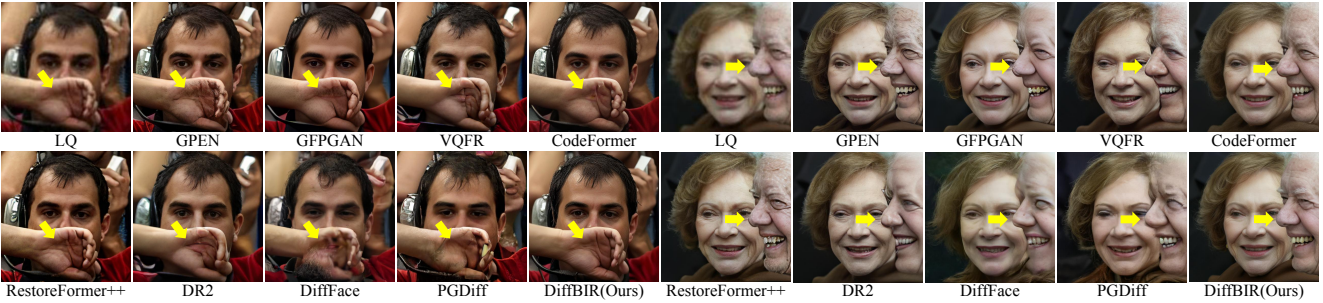 LQ GPEN GFPGAN VQFR CodeFormer LQ GPEN GFPGAN VQFR CodeFormer
RestoreFormer++ DR2 DiffFace PGDiff DiffBIR(Ours) RestoreFormer++ DR2 DiffFace PGDiff DiffBIR(Ours)